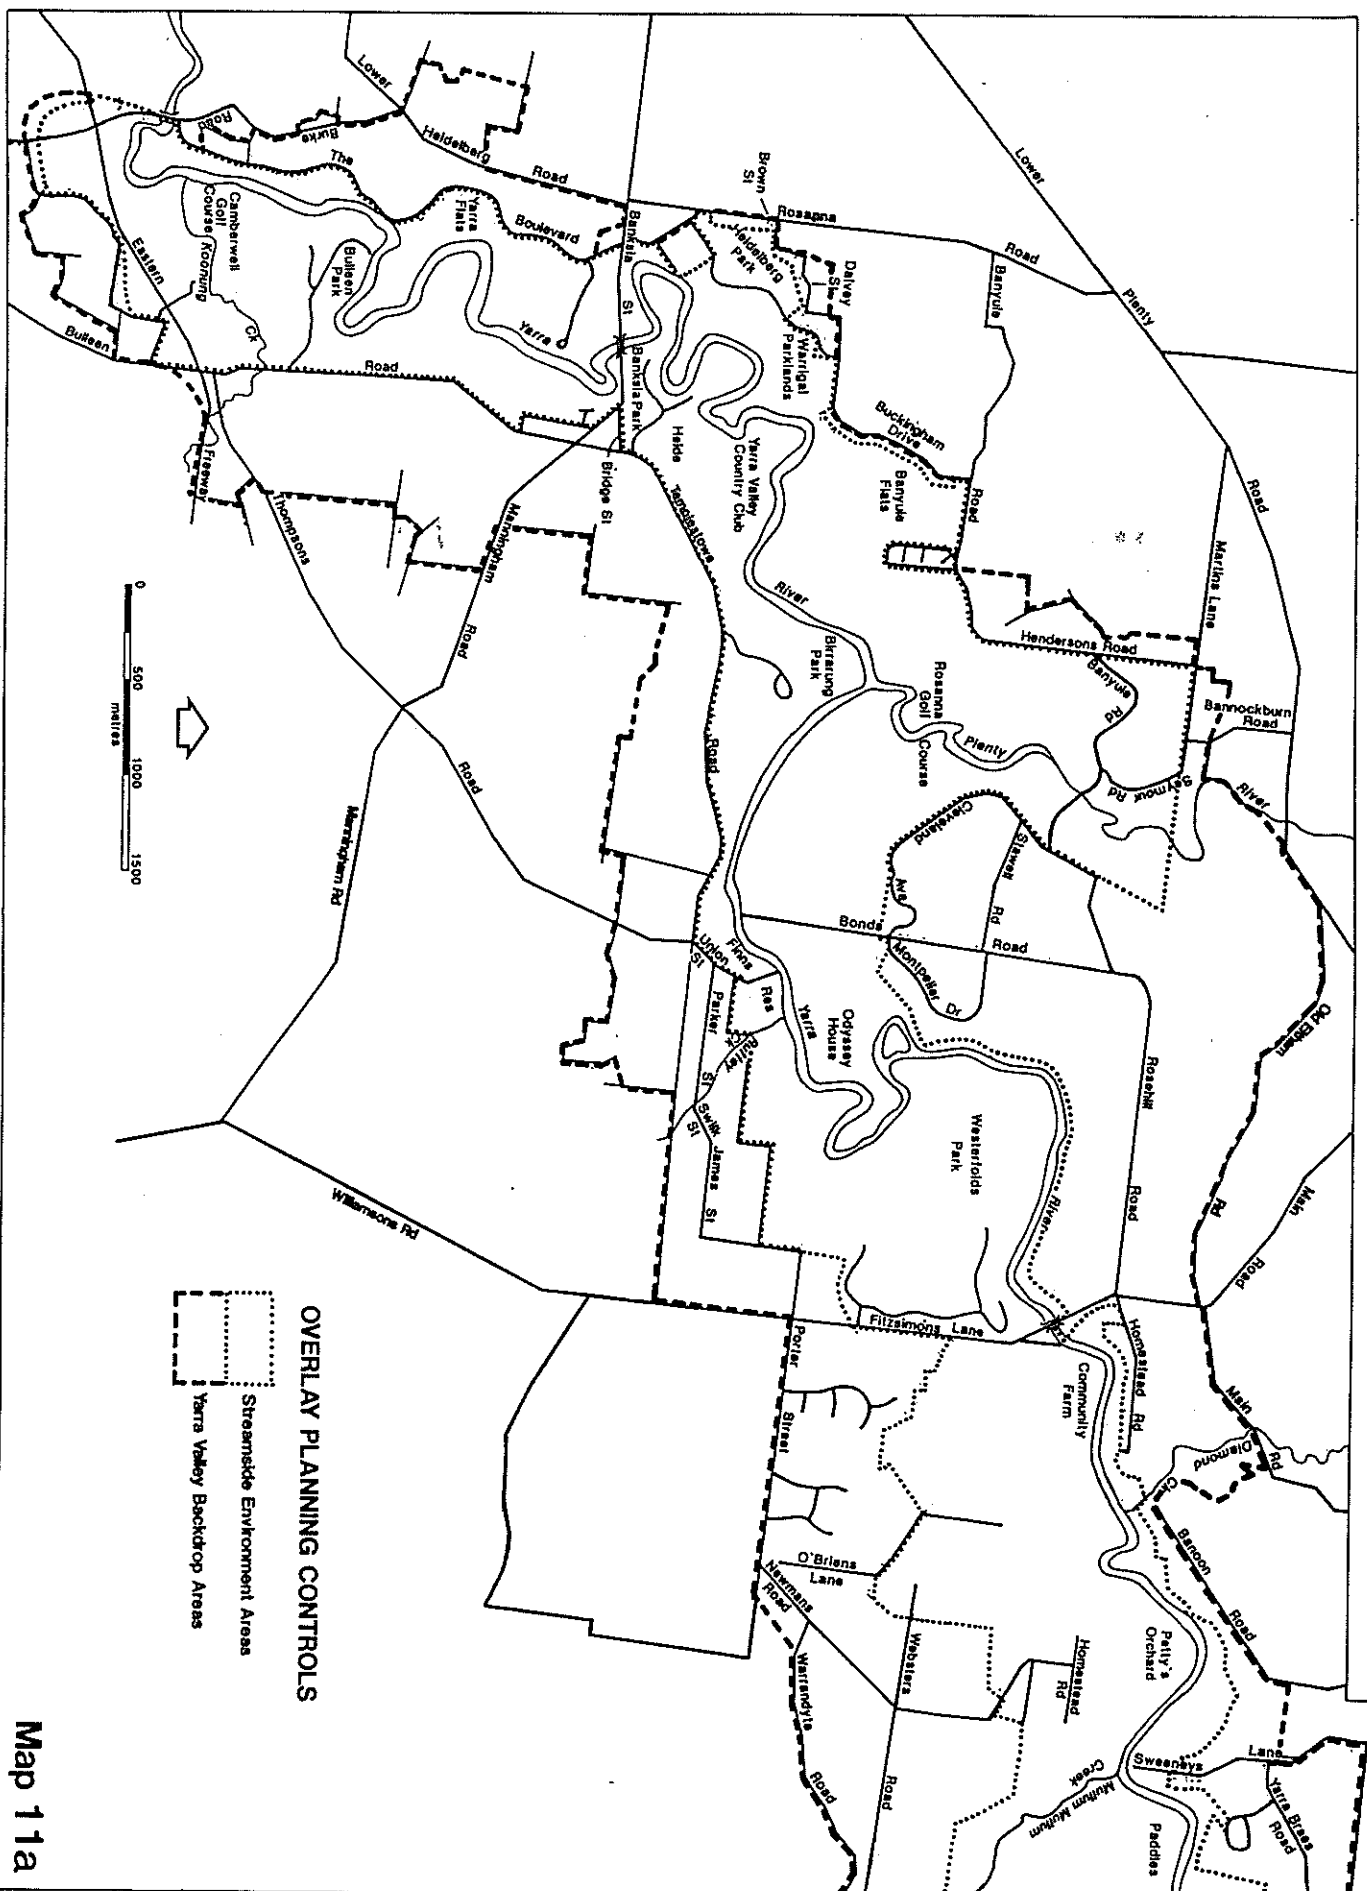 Lower
Heidelberg
Road
Burke
Road
The
Boulevard
Yarra
Flats
Camberwell
Golf
Course
Koonung
Ck
Eastern
Bulleen
Road
Bulleen
Park
Yarra
Banksia
St
Banksia Park
Bridge St
Heide
Brown
St
Rosanna
Road
Heidelberg
Park
Dalvey
St
Warrigal
Parklands
Buckingham
Drive
Banyule
Flats
Banyule
Road
Lower
Plenty
Road
Martins Lane
Yarra Valley
Country Club
Templestowe
Road
River
Birrarung
Park
Hendersons Road
Banyule
Rd
Bannockburn
Road
Seymour Rd
River
Rosanna
Golf
Course
Plenty
Cleveland
Ave
Stawell
Rd
Bonds
Road
Montpelier
Dr
Freeway
Thompsons
Road
Manningham
Road
Manningham Rd
Williamsons Rd
0
500
1000
1500
metres
Finns
Res
Union
St
Parker
St
Ruffey
Ck
Swilk
St
James
St
Yarra
Odyssey
House
Westerfolds
Park
River
Rosehill
Road
Old Eltham
Rd
Main
Road
Main
Rd
Fitzsimons Lane
Porter
Street
Homestead
Rd
Community
Farm
Diamond
Ck
Banoon
Road
O'Briens
Lane
Newmans
Road
Websters
Road
Warrandyte
Road
Homestead
Rd
Petty's
Orchard
Sweeneys
Lane
Yarra Braes
Road
Mullum Mullum
Creek
Paddles
OVERLAY PLANNING CONTROLS
Streamside Environment Areas
Yarra Valley Backdrop Areas
Map 11a